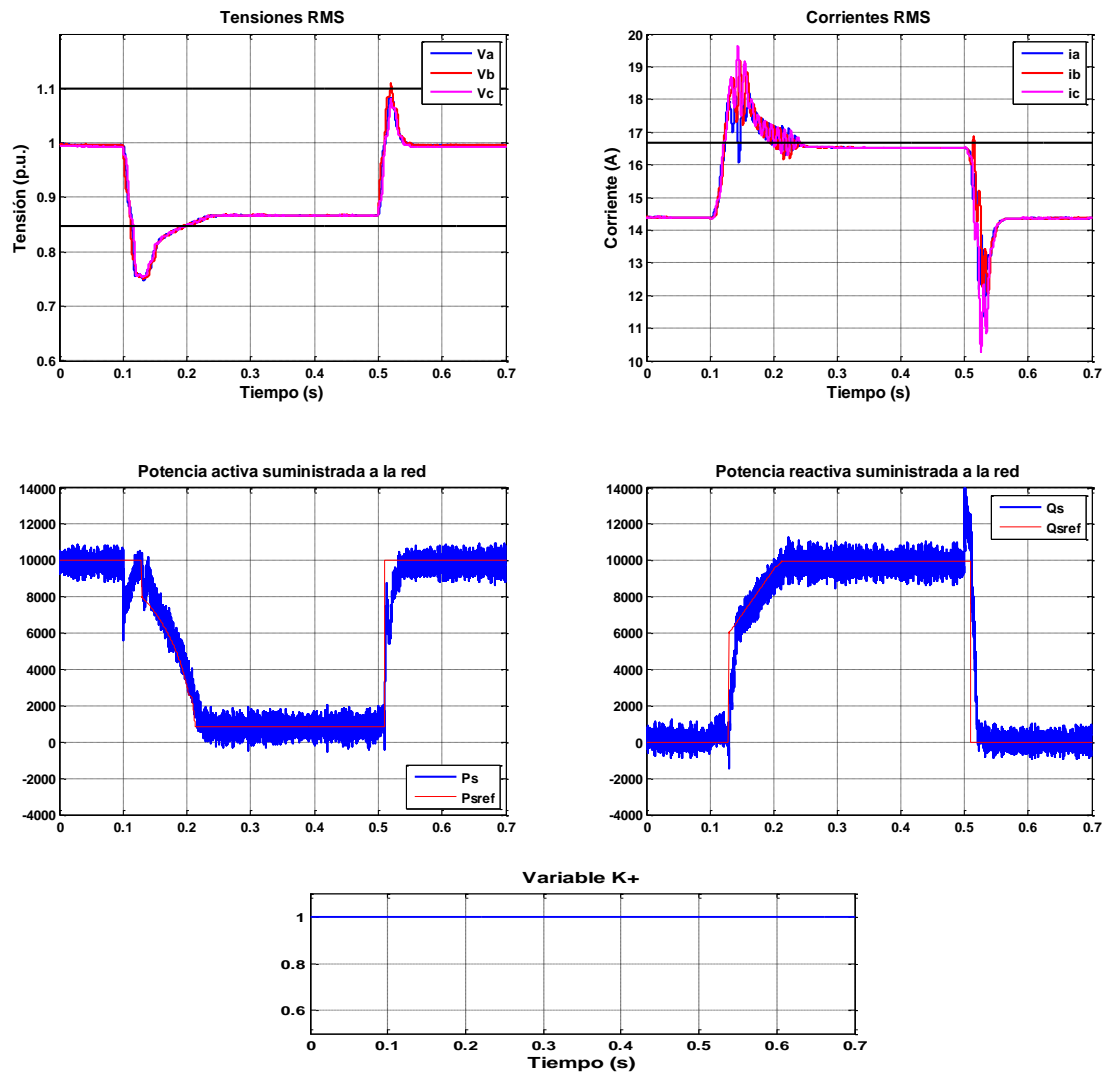 Tensiones RMS
1.1
1
0.9
0.8
0.7
0.6
Tensión (p.u.)
Va
Vb
Vc
0 0.1 0.2 0.3 0.4 0.5 0.6 0.7
Tiempo (s)
Corrientes RMS
20
19
18
17
16
15
14
13
12
11
10
Corriente (A)
ia
ib
ic
0 0.1 0.2 0.3 0.4 0.5 0.6 0.7
Tiempo (s)
Potencia activa suministrada a la red
14000
12000
10000
8000
6000
4000
2000
0
-2000
-4000
Ps
Psref
0 0.1 0.2 0.3 0.4 0.5 0.6 0.7
Potencia reactiva suministrada a la red
14000
12000
10000
8000
6000
4000
2000
0
-2000
-4000
Qs
Qsref
0 0.1 0.2 0.3 0.4 0.5 0.6 0.7
Variable K+
1
0.8
0.6
0 0.1 0.2 0.3 0.4 0.5 0.6 0.7
Tiempo (s)